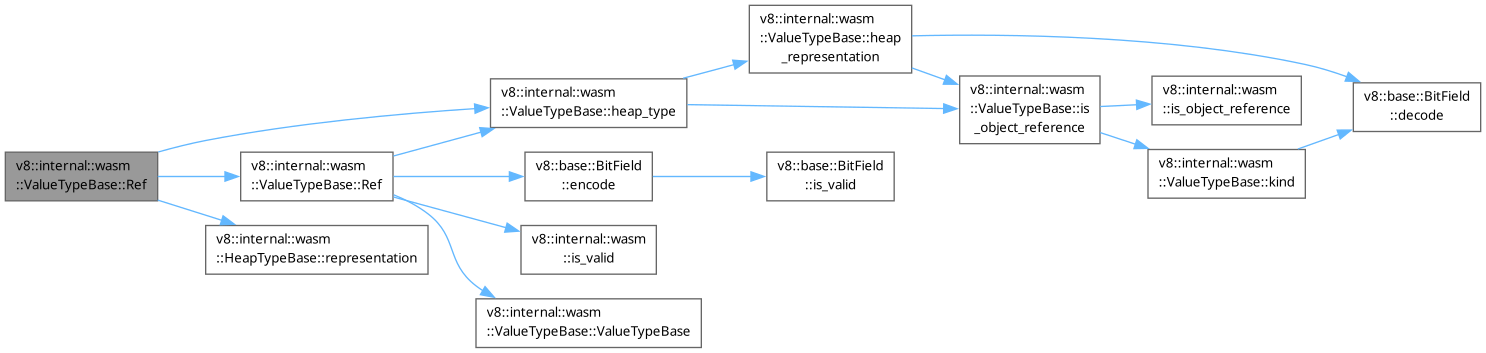 v8::internal::wasm
::ValueTypeBase::Ref
v8::internal::wasm
::ValueTypeBase::Ref
v8::internal::wasm
::HeapTypeBase::representation
v8::internal::wasm
::ValueTypeBase::heap_type
v8::base::BitField
::encode
v8::internal::wasm
::is_valid
v8::internal::wasm
::ValueTypeBase::ValueTypeBase
v8::internal::wasm
::ValueTypeBase::heap
_representation
v8::base::BitField
::is_valid
v8::internal::wasm
::ValueTypeBase::is
_object_reference
v8::internal::wasm
::is_object_reference
v8::internal::wasm
::ValueTypeBase::kind
v8::base::BitField
::decode